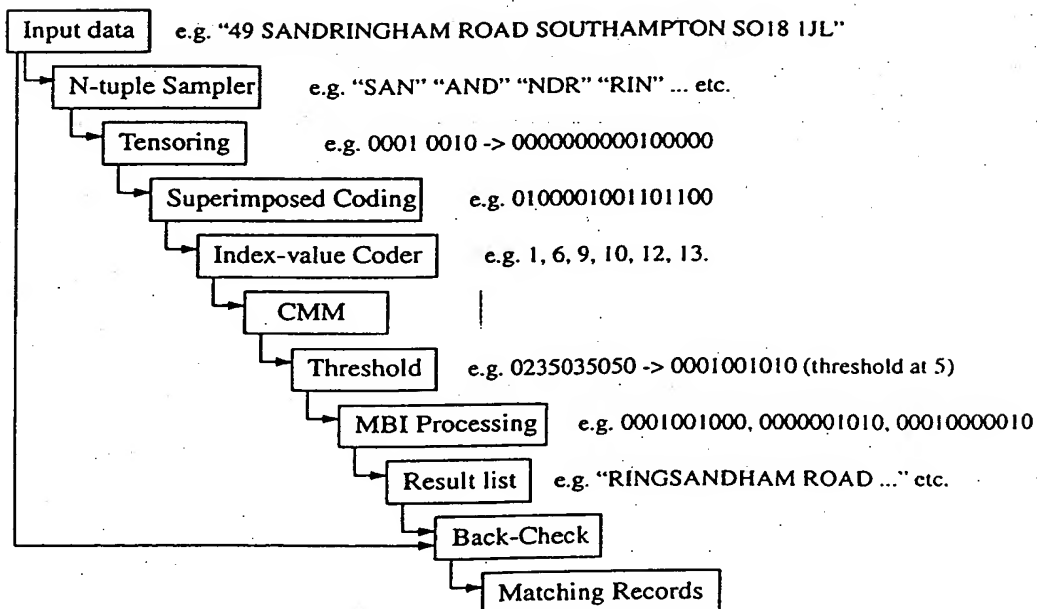 Input data e.g. “49 SANDRINGHAM ROAD SOUTHAMPTON SO18 1JL”
N-tuple Sampler e.g. “SAN” “AND” “NDR” “RIN” ... etc.
Tensoring e.g. 0001 0010 -> 0000000000100000
Superimposed Coding e.g. 0100001001101100
Index-value Coder e.g. 1, 6, 9, 10, 12, 13.
CMM
Threshold e.g. 0235035050 -> 0001001010 (threshold at 5)
MBI Processing e.g. 0001001000, 0000001010, 00010000010
Result list e.g. “RINGSANDHAM ROAD ...” etc.
Back-Check
Matching Records